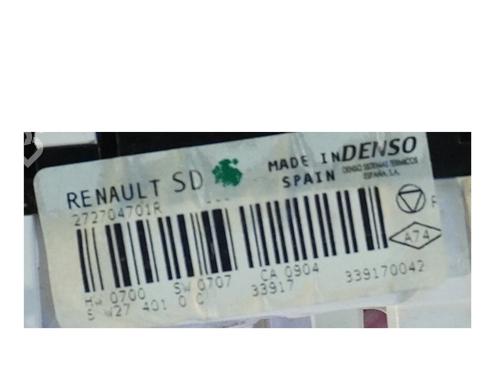 RENAULT SD
MADE IN
SPAIN
DENSO
DENSO SISTEMAS TERMICOS
ESPAÑA, S.A.
272704701R
F
A74
HW 0700 SW 0707 CA 0904
S W27 401 0 0 33917 339170042